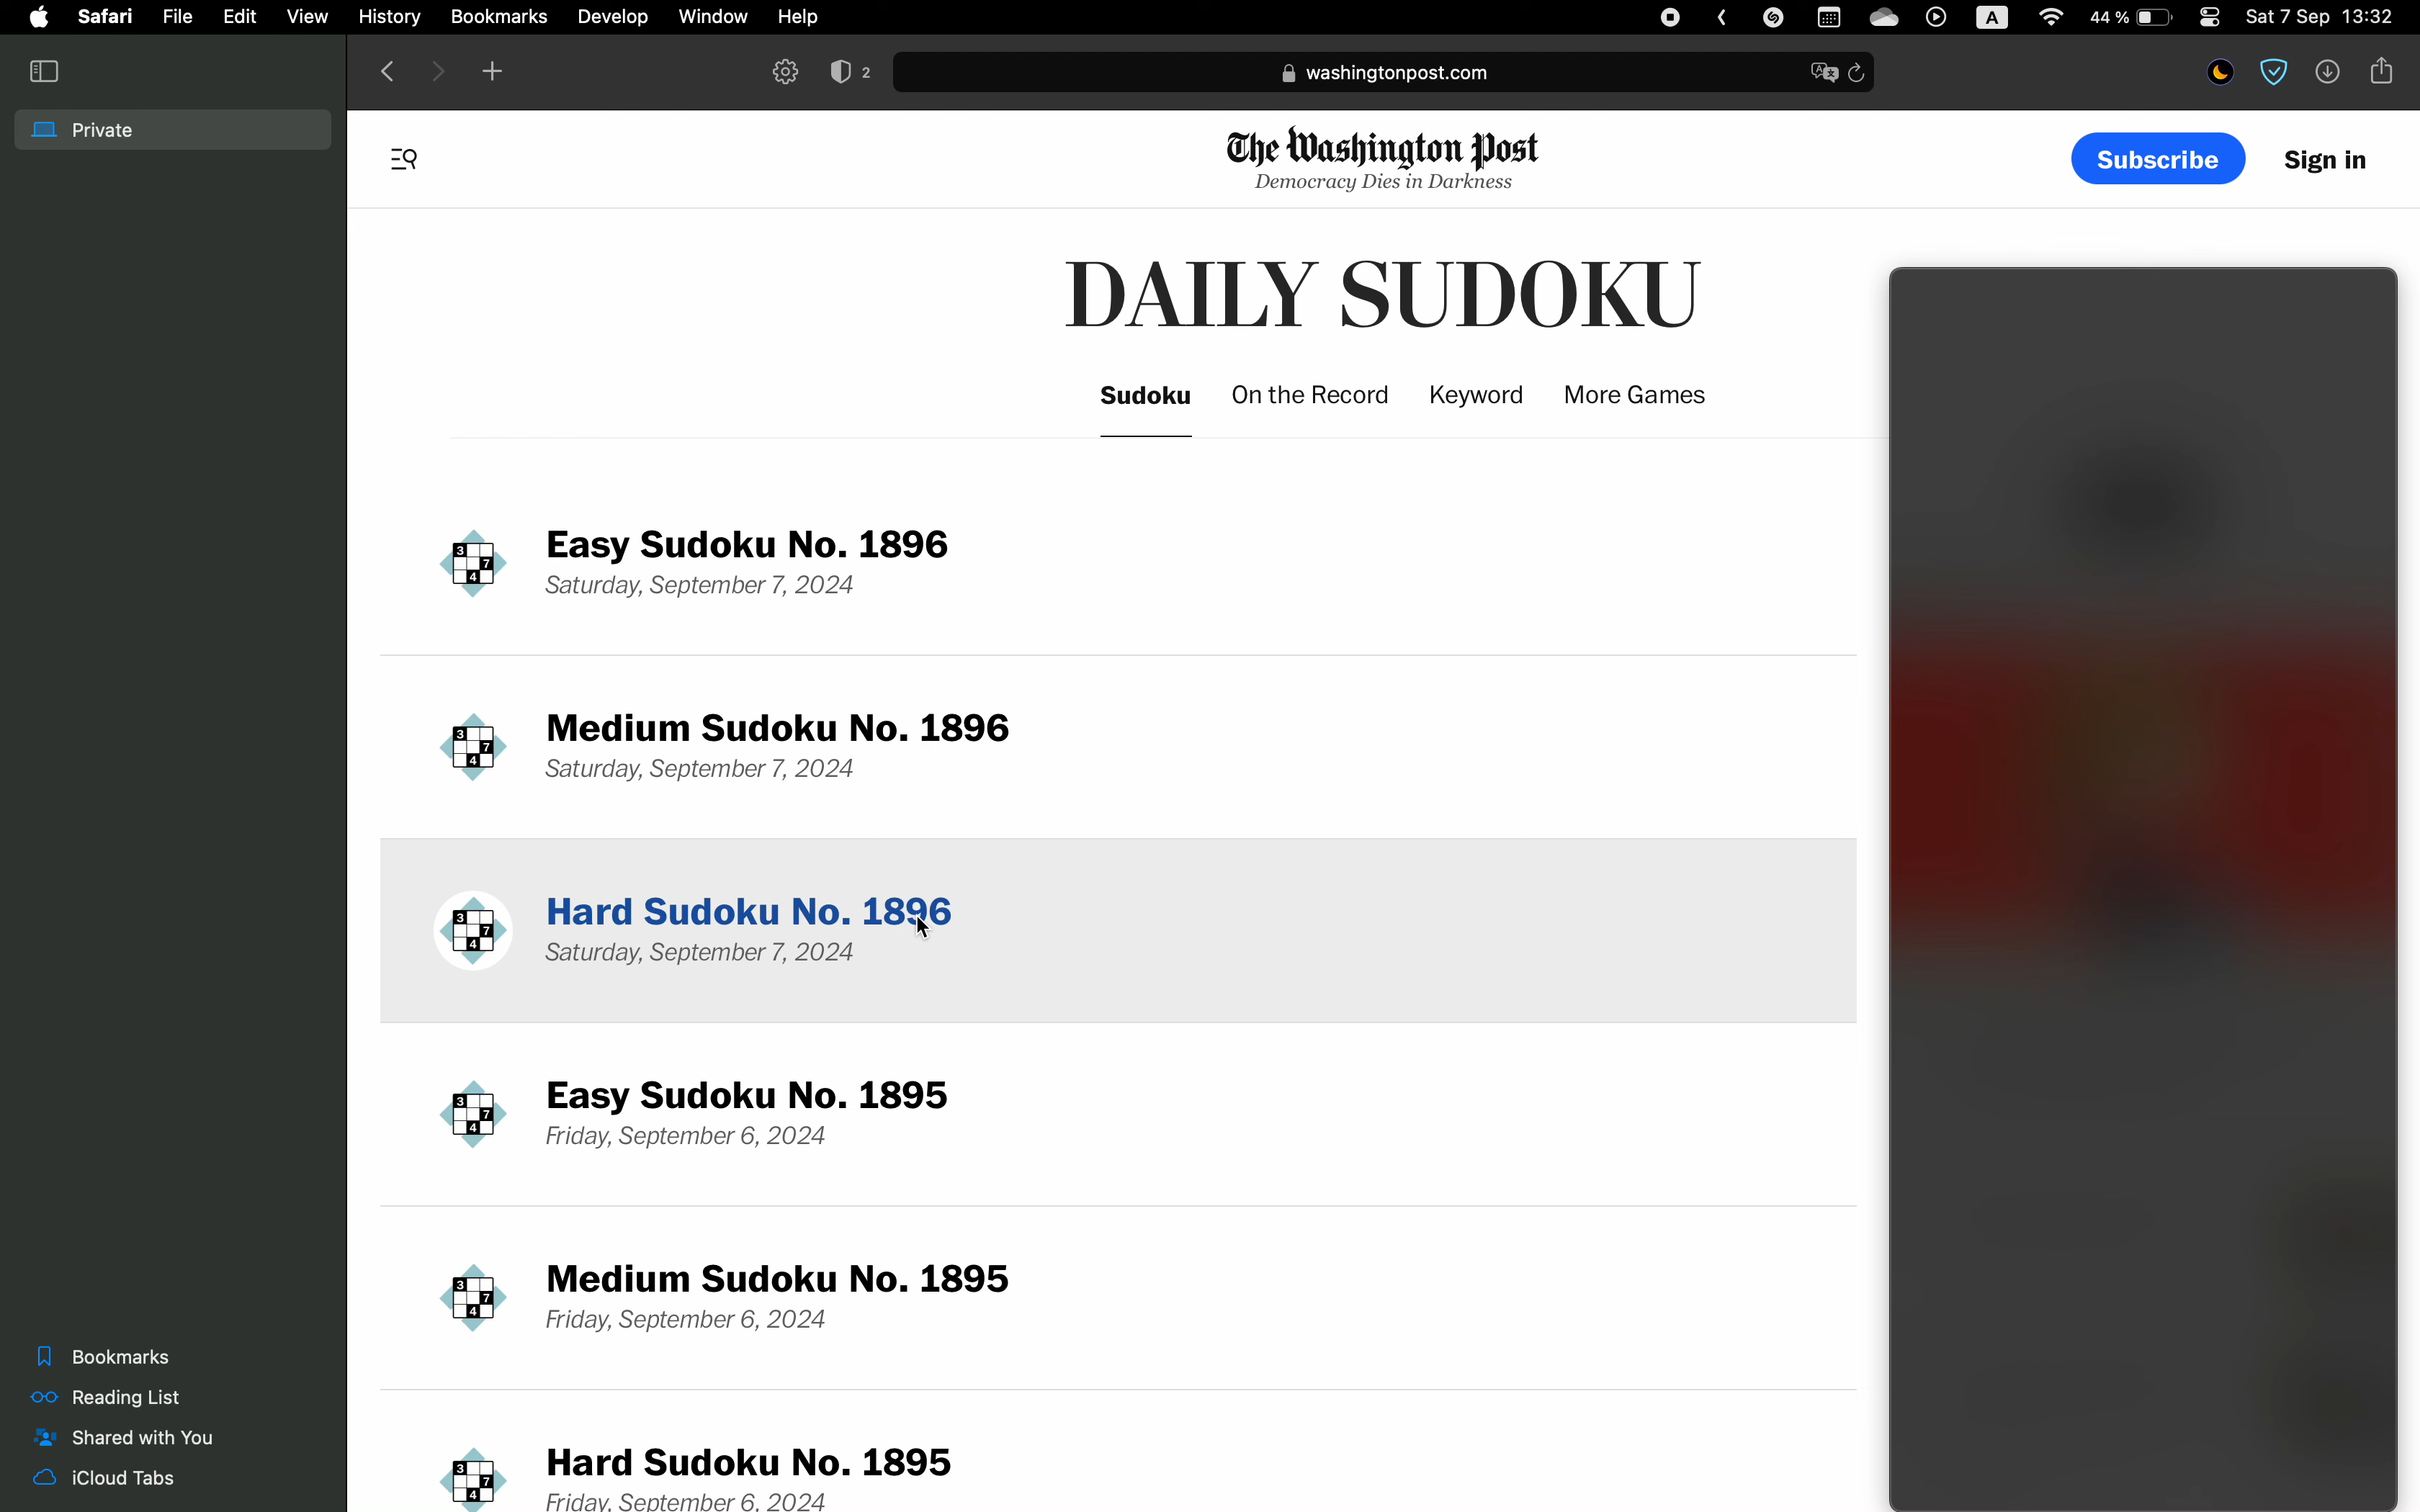 Safari File Edit View History Bookmarks Develop Window Help A 44 % Sat 7 Sep 13:32
2 washingtonpost.com
Private
The Washington Post
Democracy Dies in Darkness
Subscribe Sign in
DAILY SUDOKU
Sudoku On the Record Keyword More Games
Easy Sudoku No. 1896
Saturday, September 7, 2024
Medium Sudoku No. 1896
Saturday, September 7, 2024
Hard Sudoku No. 1896
Saturday, September 7, 2024
Easy Sudoku No. 1895
Friday, September 6, 2024
Medium Sudoku No. 1895
Friday, September 6, 2024
Hard Sudoku No. 1895
Friday, September 6, 2024
Bookmarks
Reading List
Shared with You
iCloud Tabs